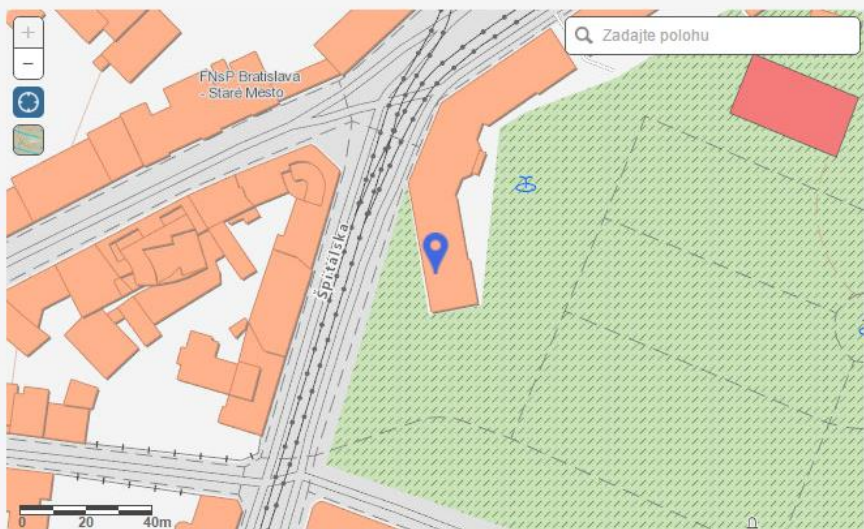 +
Zadajte polohu
−
FNsP Bratislava
- Staré Mesto
Špitálska
0 20 40m